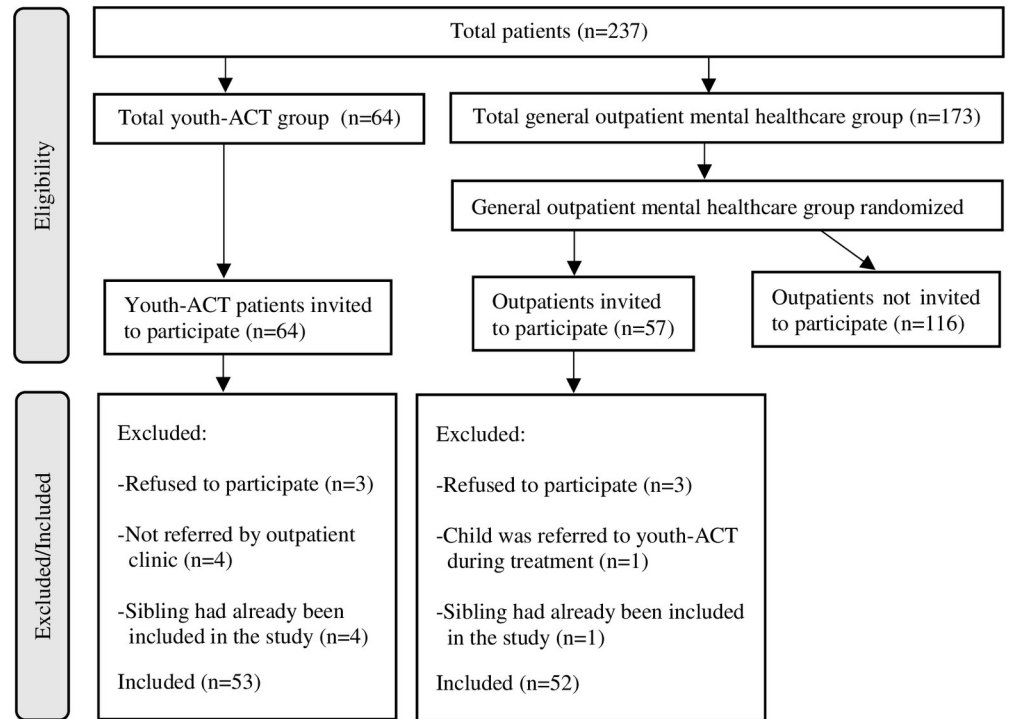 Eligibility
Total patients (n=237)
Total youth-ACT group (n=64)
Total general outpatient mental healthcare group (n=173)
General outpatient mental healthcare group randomized
Youth-ACT patients invited
to participate (n=64)
Outpatients invited
to participate (n=57)
Outpatients not invited
to participate (n=116)
Excluded/Included
Excluded:
-Refused to participate (n=3)
-Not referred by outpatient
clinic (n=4)
-Sibling had already been
included in the study (n=4)
Included (n=53)
Excluded:
-Refused to participate (n=3)
-Child was referred to youth-ACT
during treatment (n=1)
-Sibling had already been included
in the study (n=1)
Included (n=52)